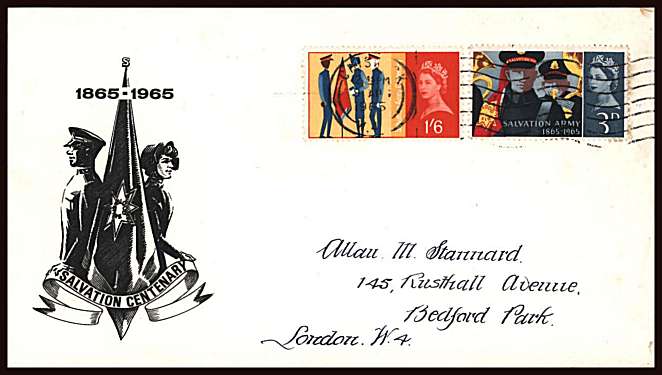 S
1865-1965
SALVATION CENTENARY
1/6
SALVATION ARMY
1865-1965
3D
Allan M. Stannard.
145, Rusthall Avenue,
Bedford Park.
London. W.4.